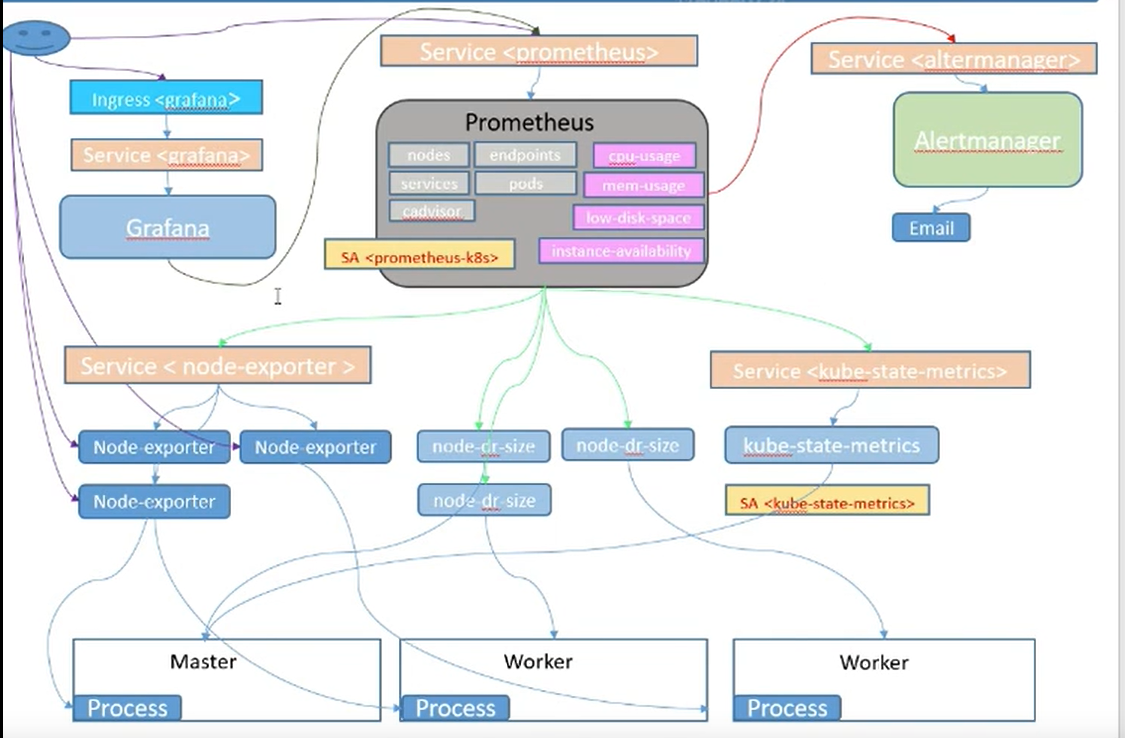 Service <prometheus>
Service <altermanager>
Ingress <grafana>
Service <grafana>
Grafana
Prometheus
nodes
endpoints
cpu-usage
services
pods
mem-usage
cadvisor
low-disk-space
SA <prometheus-k8s>
instance-availability
Alertmanager
Email
Service < node-exporter >
Service <kube-state-metrics>
Node-exporter
Node-exporter
node-dr-size
node-dr-size
kube-state-metrics
Node-exporter
node-dr-size
SA <kube-state-metrics>
Master
Worker
Worker
Process
Process
Process